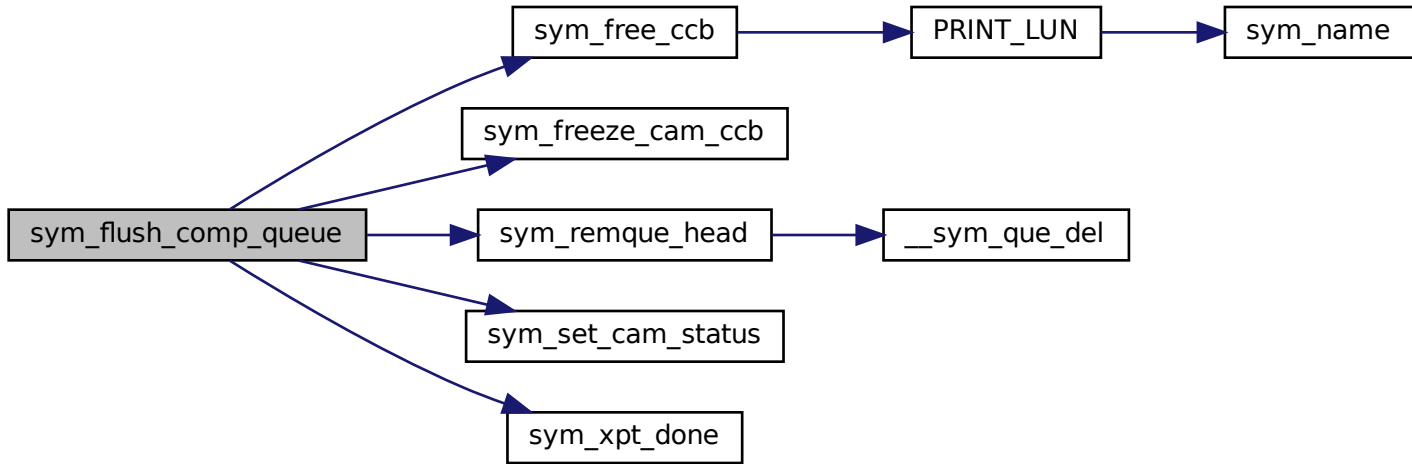 sym_free_ccb
PRINT_LUN
sym_name
sym_freeze_cam_ccb
sym_flush_comp_queue
sym_remque_head
__sym_que_del
sym_set_cam_status
sym_xpt_done